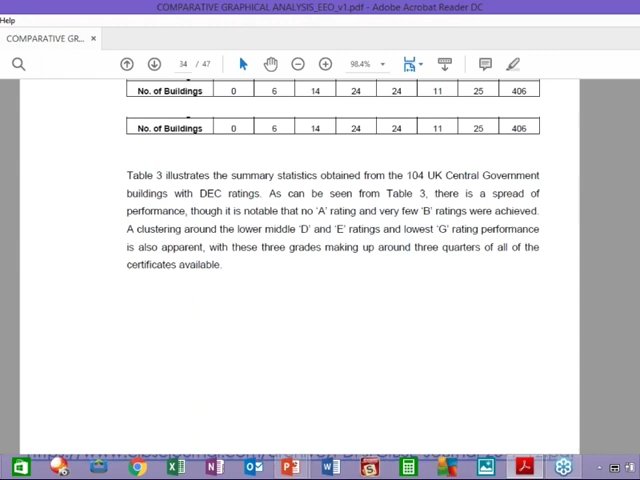 COMPARATIVE GRAPHICAL ANALYSIS_EEO_v1.pdf - Adobe Acrobat Reader DC
Help
COMPARATIVE GR... ×
34 / 47 98.4%
No. of Buildings 0 6 14 24 24 11 25 406
No. of Buildings 0 6 14 24 24 11 25 406
Table 3 illustrates the summary statistics obtained from the 104 UK Central Government
buildings with DEC ratings. As can be seen from Table 3, there is a spread of
performance, though it is notable that no 'A' rating and very few 'B' ratings were achieved.
A clustering around the lower middle 'D' and 'E' ratings and lowest 'G' rating performance
is also apparent, with these three grades making up around three quarters of all of the
certificates available.